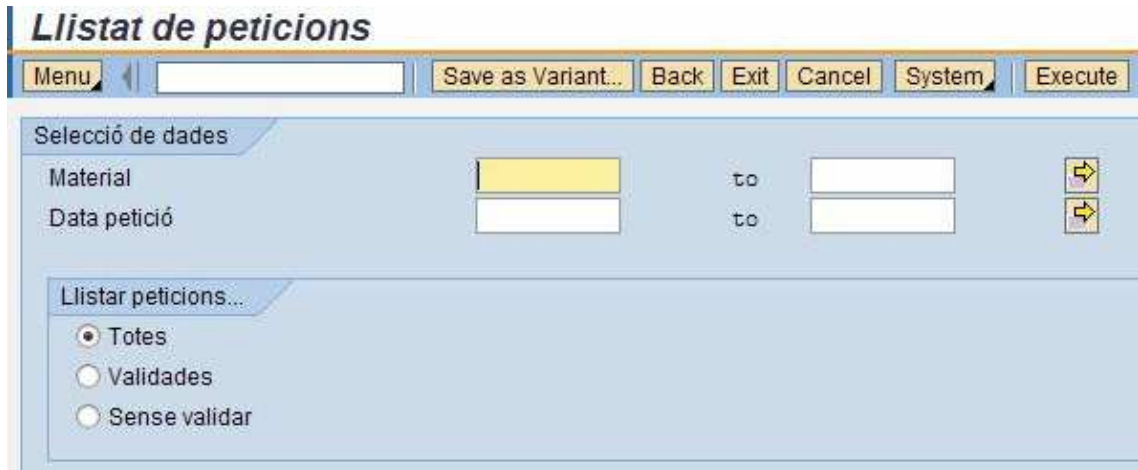 Llistat de peticions
Menu Save as Variant... Back Exit Cancel System Execute
Selecció de dades
Material to
Data petició to
Llistar peticions...
Totes
Validades
Sense validar